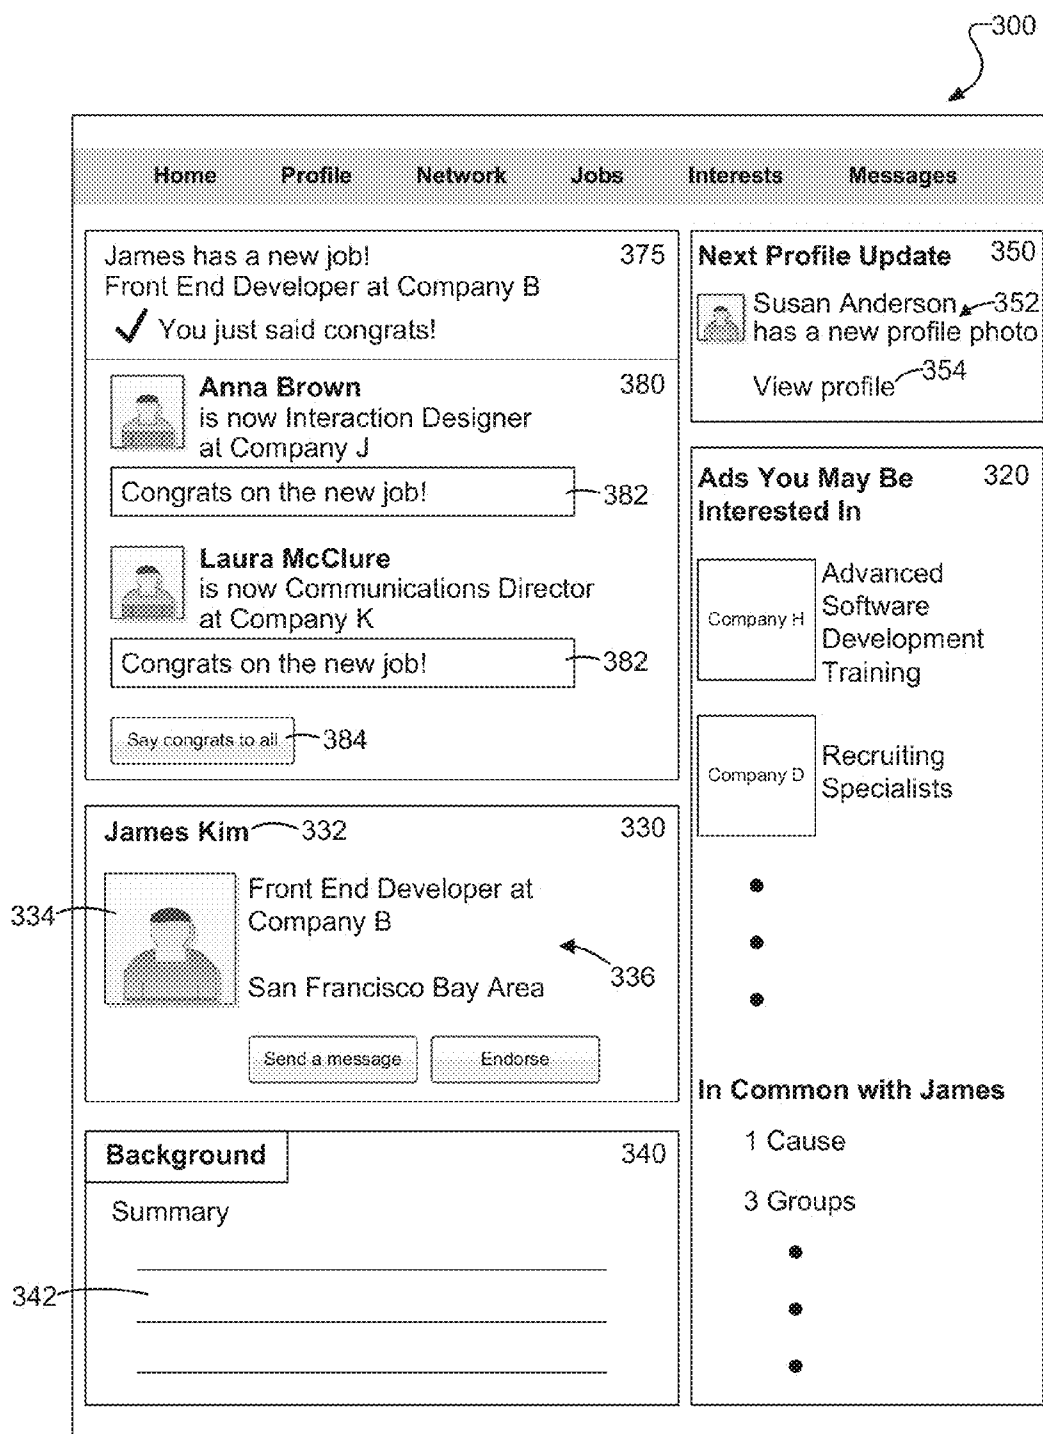 300
Home Profile Network Jobs Interests Messages
James has a new job! 375
Front End Developer at Company B
You just said congrats!
Anna Brown 380
is now Interaction Designer
at Company J
Congrats on the new job! 382
Laura McClure
is now Communications Director
at Company K
Congrats on the new job! 382
Say congrats to all 384
James Kim 332 330
334
Front End Developer at
Company B
336
San Francisco Bay Area
Send a message Endorse
Background 340
Summary
342
Next Profile Update 350
Susan Anderson 352
has a new profile photo
View profile 354
Ads You May Be 320
Interested In
Company H
Advanced
Software
Development
Training
Company D
Recruiting
Specialists
In Common with James
1 Cause
3 Groups